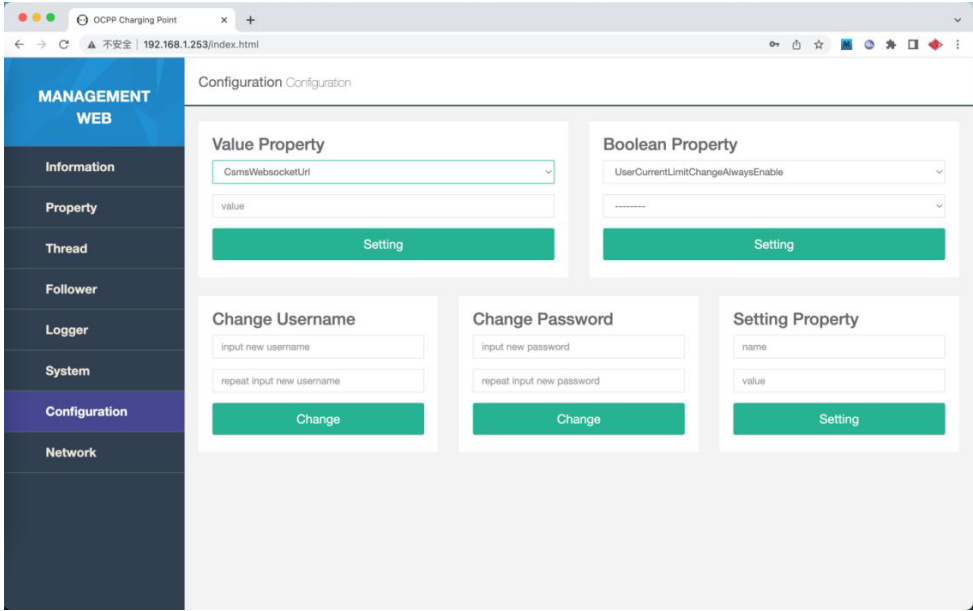 OCPP Charging Point
不安全 | 192.168.1.253/index.html
MANAGEMENT
WEB
Information
Property
Thread
Follower
Logger
System
Configuration
Network
Configuration Configuration
Value Property
CsmsWebsocketUrl
value
Setting
Boolean Property
UserCurrentLimitChangeAlwaysEnable
--------
Setting
Change Username
input new username
repeat input new username
Change
Change Password
input new password
repeat input new password
Change
Setting Property
name
value
Setting